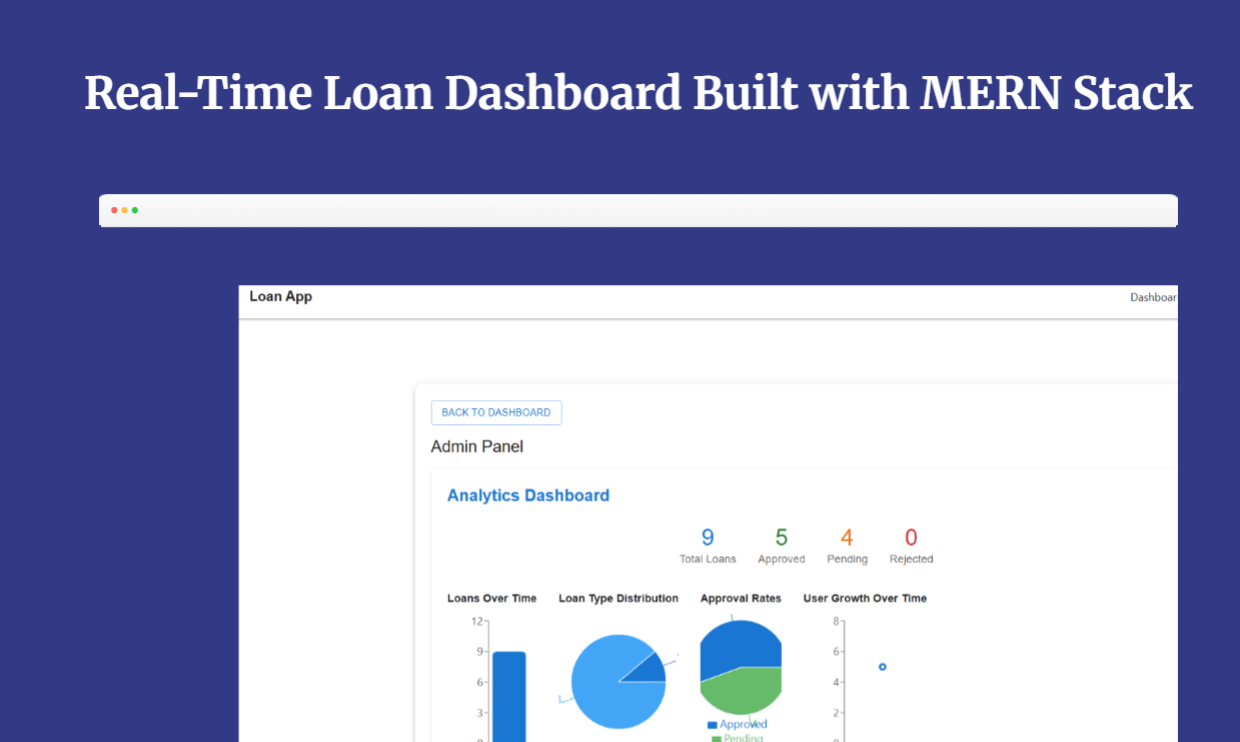 Real-Time Loan Dashboard Built with MERN Stack
Loan App
Dashboar
BACK TO DASHBOARD
Admin Panel
Analytics Dashboard
9 5 4 0
Total Loans Approved Pending Rejected
Loans Over Time Loan Type Distribution Approval Rates User Growth Over Time
12 8
9 6
6 4
3 2
Approved
Pending